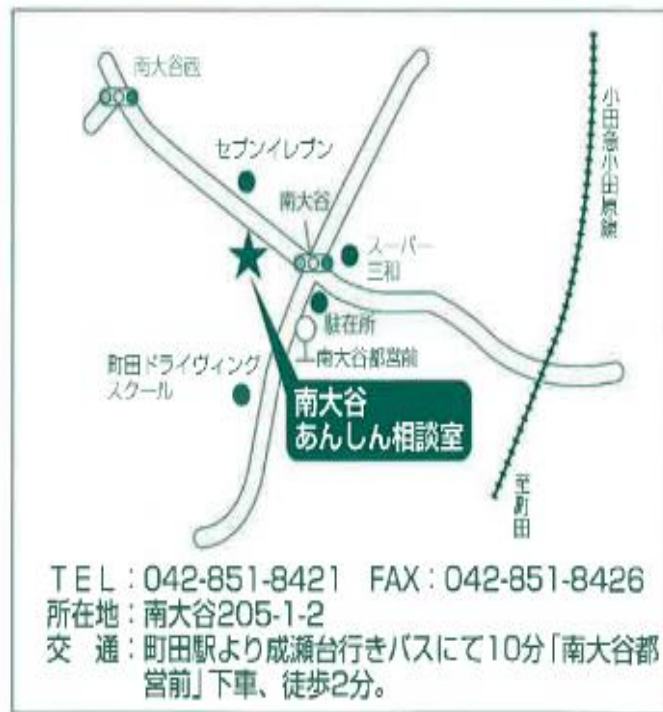 南大谷西
セブンイレブン
南大谷
スーパー
三和
小田急小田原線
駐在所
南大谷都営前
町田ドライヴィング
スクール
南大谷
あんしん相談室
至町田
TEL：042-851-8421 FAX：042-851-8426
所在地：南大谷205-1-2
交　通：町田駅より成瀬台行きバスにて10分「南大谷都
営前」下車、徒歩2分。